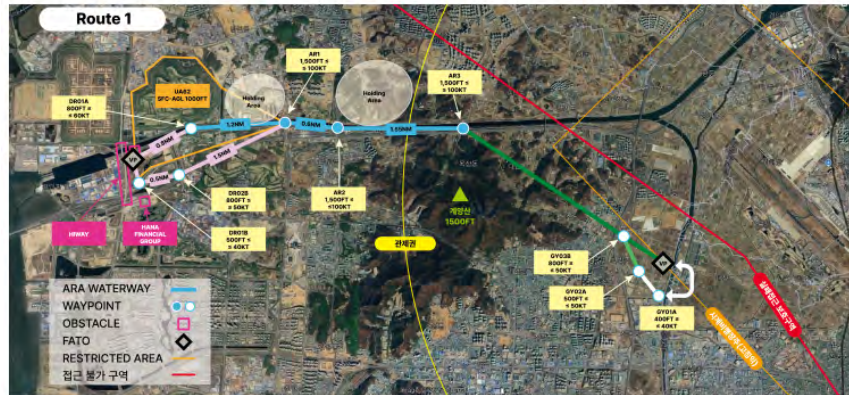 Route 1
AR1
1,500FT ≤
≤ 100KT
AR3
1,500FT ≤
≤ 100KT
UA62
SFC-AGL 1000FT
Holding
Area
Holding
Area
DR01A
800FT ≤
≤ 60KT
1.2NM
0.5NM
1.01NM
0.5NM
1.5NM
0.5NM
VP
AR2
1,500FT ≤
≤100KT
DR02B
800FT ≤
≤ 50KT
계양산
1500FT
HIWAY
HANA
FINANCIAL
GROUP
DR01B
500FT ≤
≤ 40KT
관제권
GY03B
800FT ≤
≤ 50KT
VP
GY02A
500FT ≤
≤ 50KT
GY01A
400FT ≤
≤ 40KT
ARA WATERWAY
WAYPOINT
OBSTACLE
FATO
RESTRICTED AREA
접근 불가 구역